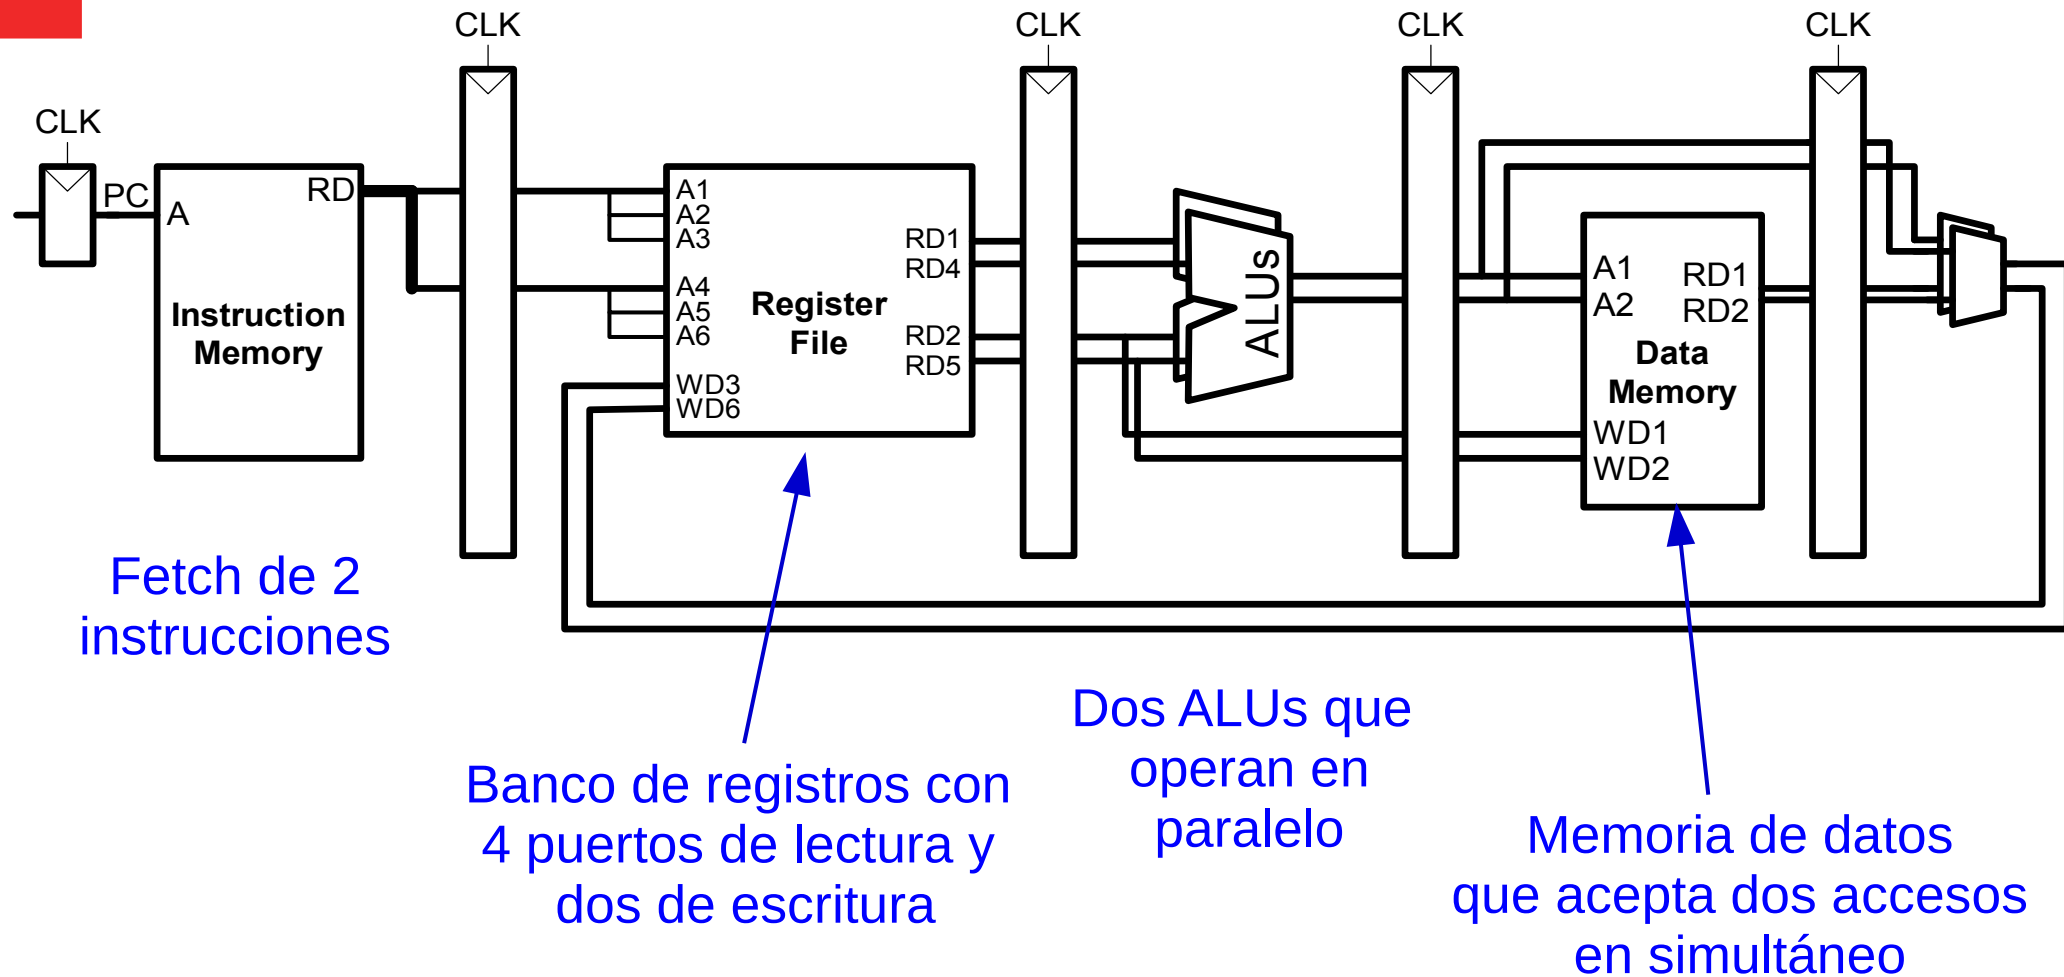 CLK
CLK
CLK
CLK
CLK
PC
A
RD
Instruction
Memory
A1
A2
A3
A4
A5
A6
WD3
WD6
Register
File
RD1
RD4
RD2
RD5
ALUs
A1
A2
RD1
RD2
Data
Memory
WD1
WD2
Fetch de 2
instrucciones
Banco de registros con
4 puertos de lectura y
dos de escritura
Dos ALUs que
operan en
paralelo
Memoria de datos
que acepta dos accesos
en simultáneo